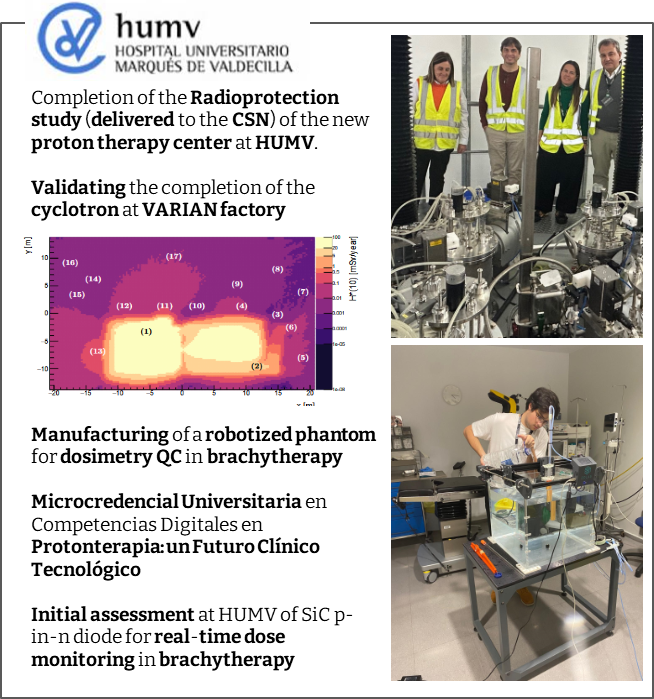 humv
HOSPITAL UNIVERSITARIO
MARQUÉS DE VALDECILLA
Completion of the Radioprotection
study (delivered to the CSN) of the new
proton therapy center at HUMV.
Validating the completion of the
cyclotron at VARIAN factory
y [m]
10
5
0
−5
−10
−20
−15
−10
−5
0
5
10
15
20
x [m]
(16)
(17)
(8)
(14)
(9)
(15)
(7)
(12)
(11)
(10)
(4)
(3)
(1)
(6)
(13)
(5)
(2)
100
20
1
0.5
0.1
0.01
0.001
0.0001
1e-05
1e-08
H*(10) [mSv/year]
Manufacturing of a robotized phantom
for dosimetry QC in brachytherapy
Microcredencial Universitaria en
Competencias Digitales en
Protonterapia: un Futuro Clínico
Tecnológico
Initial assessment at HUMV of SiC p-
in-n diode for real-time dose
monitoring in brachytherapy